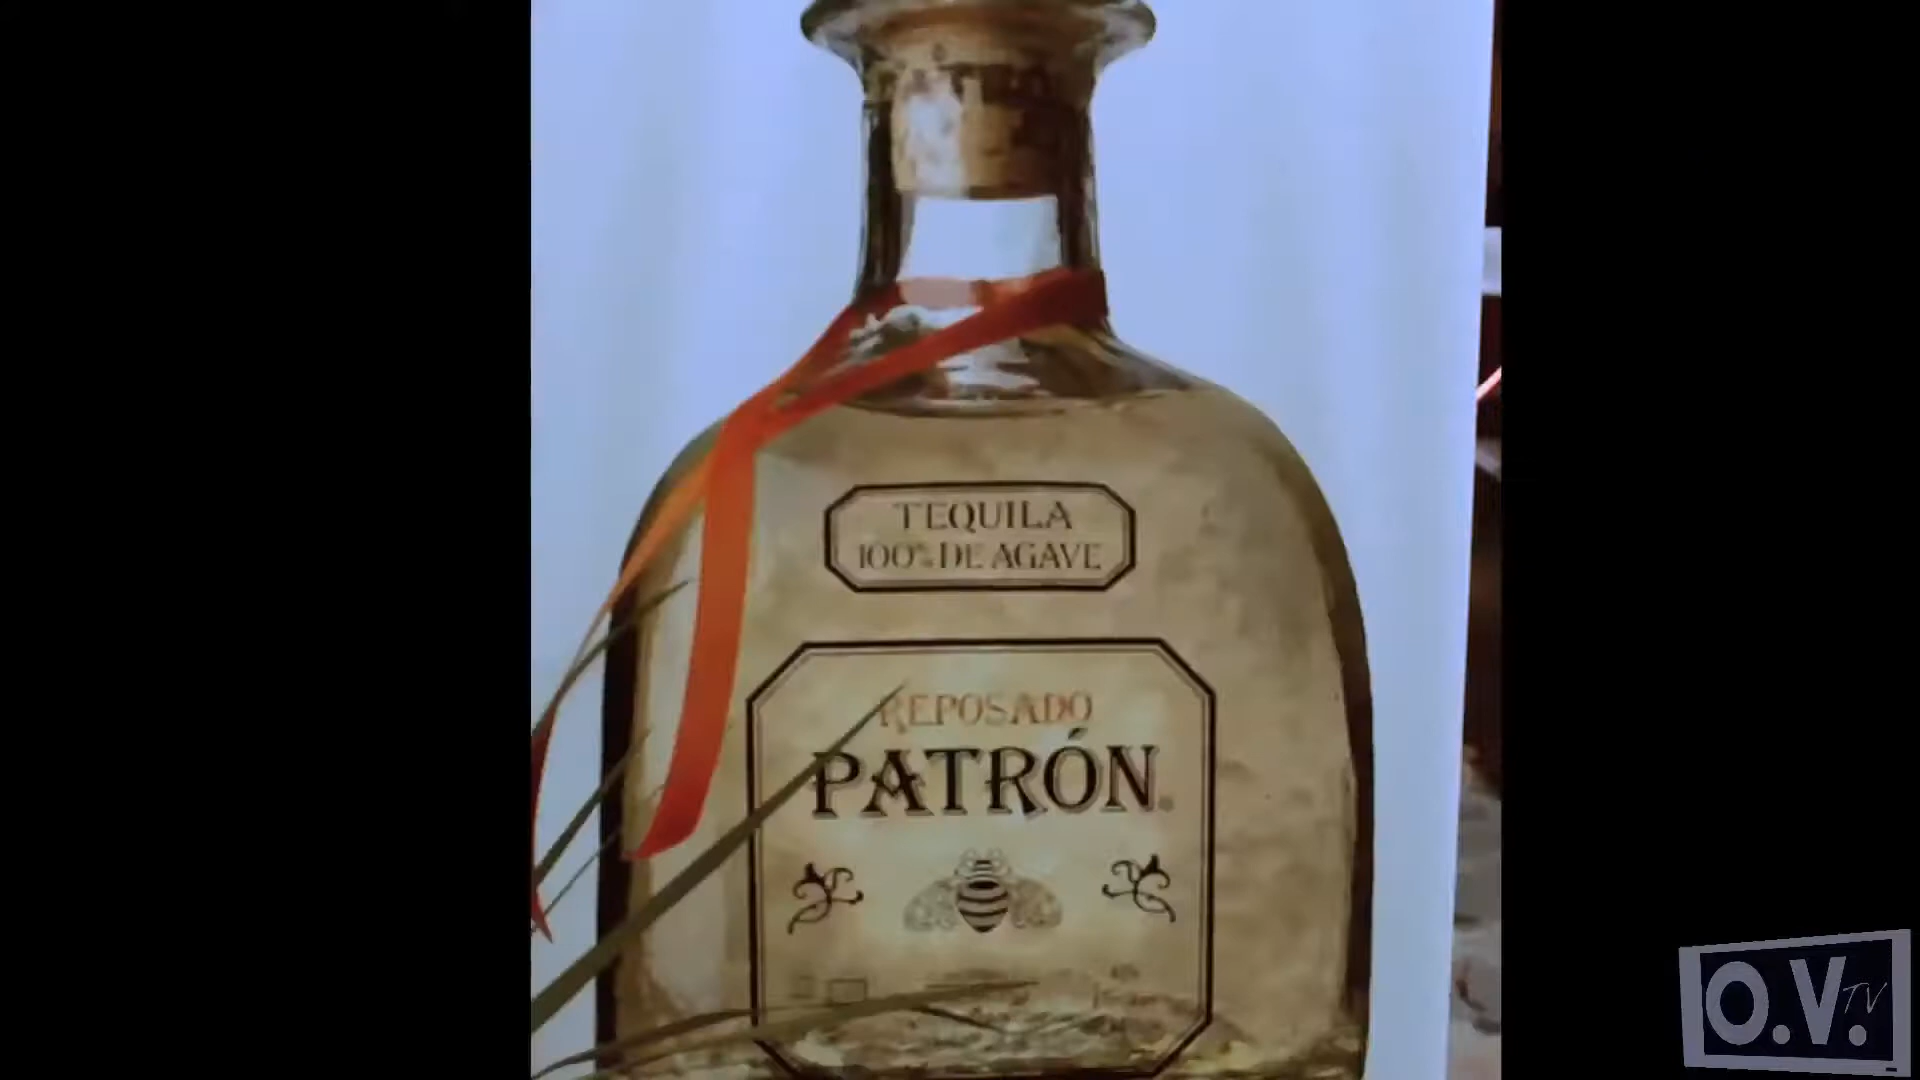 TEQUILA
100% DE AGAVE
REPOSADO
PATRÓN
O.V. TV